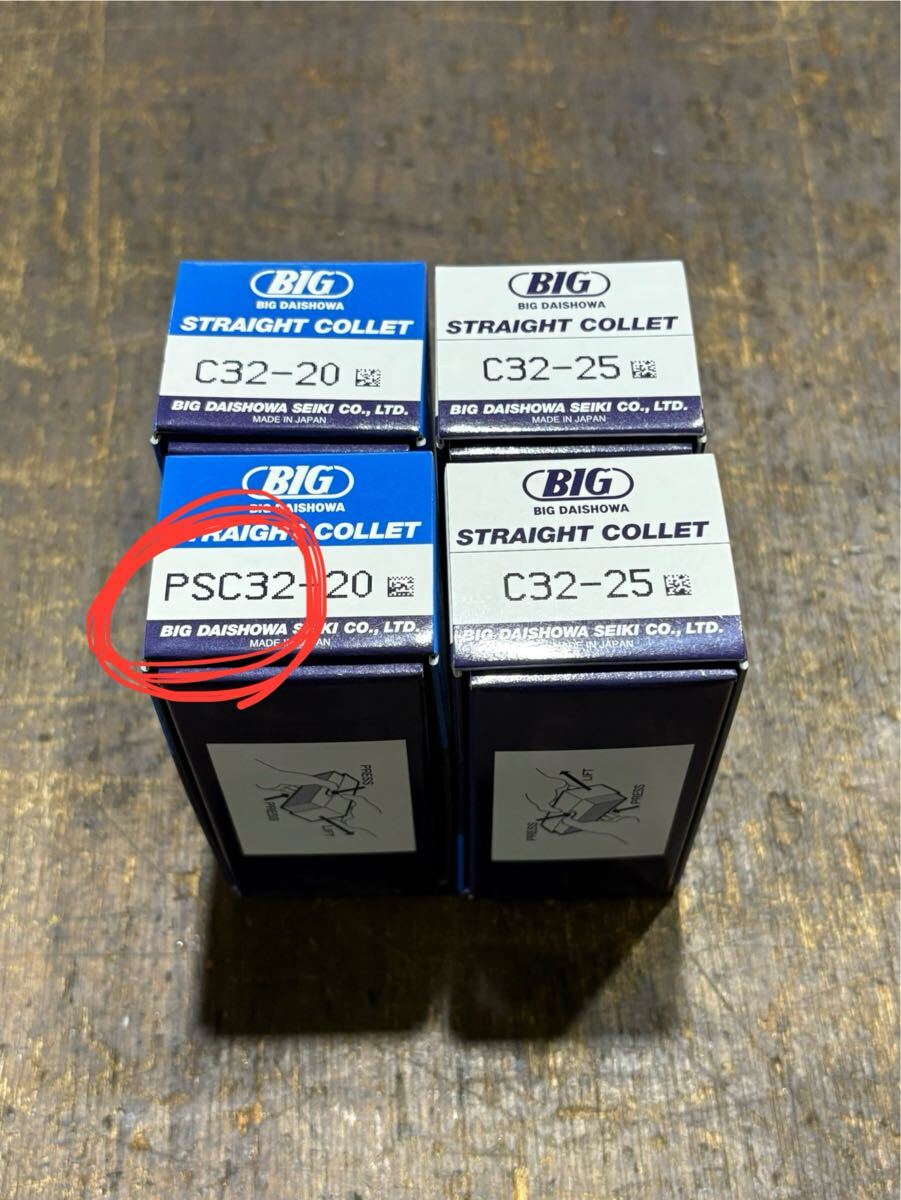 BIG
BIG DAISHOWA
STRAIGHT COLLET
C32-20
BIG DAISHOWA SEIKI CO., LTD.
MADE IN JAPAN
BIG
BIG DAISHOWA
STRAIGHT COLLET
C32-25
BIG DAISHOWA SEIKI CO., LTD.
MADE IN JAPAN
BIG
BIG DAISHOWA
STRAIGHT COLLET
PSC32-20
BIG DAISHOWA SEIKI CO., LTD.
MADE IN JAPAN
PRESS
PRESS
LIFT
BIG
BIG DAISHOWA
STRAIGHT COLLET
C32-25
BIG DAISHOWA SEIKI CO., LTD.
MADE IN JAPAN
LIFT
PRESS
PRESS